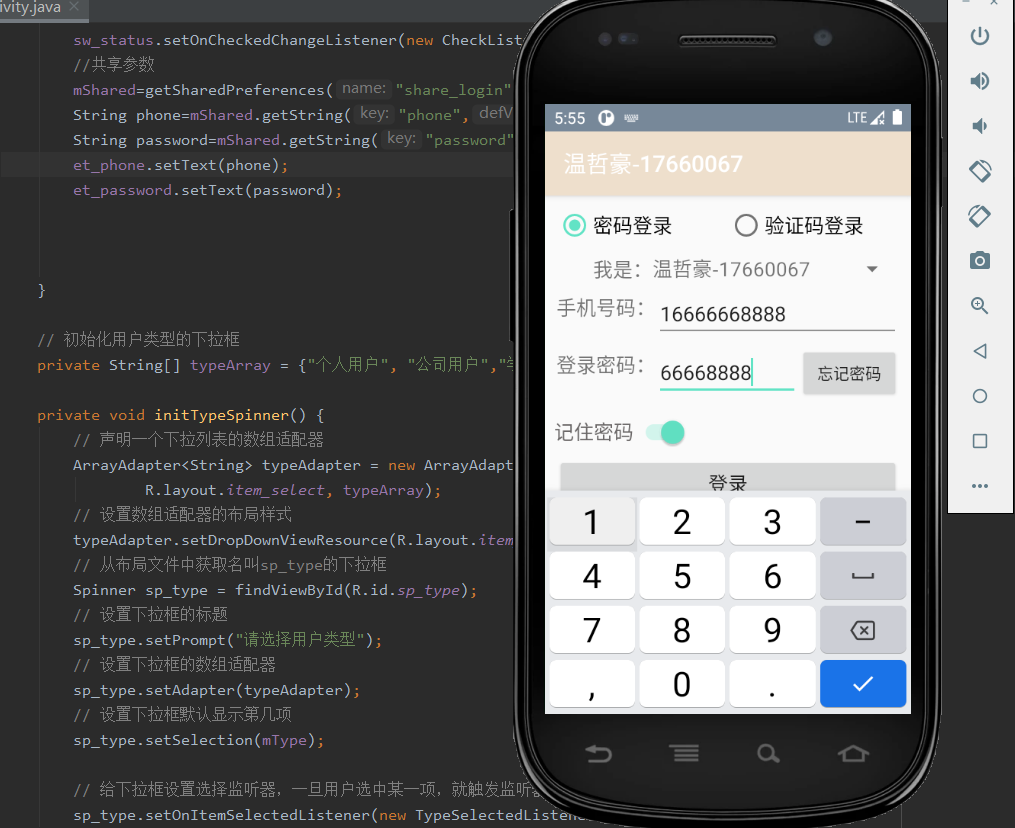 ivity.java
sw_status.setOnCheckedChangeListener(new CheckList
//共享参数
mShared=getSharedPreferences( name: "share_login"
String phone=mShared.getString( key: "phone", defV
String password=mShared.getString( key: "password"
et_phone.setText(phone);
et_password.setText(password);
}
// 初始化用户类型的下拉框
private String[] typeArray = {"个人用户", "公司用户","
private void initTypeSpinner() {
// 声明一个下拉列表的数组适配器
ArrayAdapter<String> typeAdapter = new ArrayAdapt
R.layout.item_select, typeArray);
// 设置数组适配器的布局样式
typeAdapter.setDropDownViewResource(R.layout.item
// 从布局文件中获取名叫sp_type的下拉框
Spinner sp_type = findViewById(R.id.sp_type);
// 设置下拉框的标题
sp_type.setPrompt("请选择用户类型");
// 设置下拉框的数组适配器
sp_type.setAdapter(typeAdapter);
// 设置下拉框默认显示第几项
sp_type.setSelection(mType);
// 给下拉框设置选择监听器，一旦用户选中某一项，就触发监听
sp_type.setOnItemSelectedListener(new TypeSelectedListene
5:55 LTE
温哲豪-17660067
密码登录 验证码登录
我是： 温哲豪-17660067
手机号码： 16666668888
登录密码： 66668888 忘记密码
记住密码
登录
1 2 3 −
4 5 6
7 8 9
, 0 .